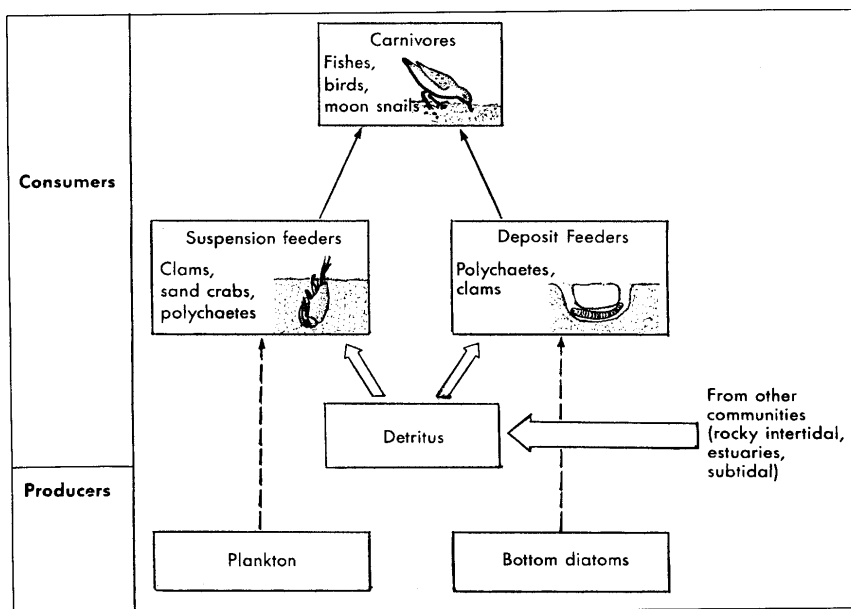 Carnivores
Fishes,
birds,
moon snails
Consumers
Suspension feeders
Clams,
sand crabs,
polychaetes
Deposit Feeders
Polychaetes,
clams
Detritus
From other
communities
(rocky intertidal,
estuaries,
subtidal)
Producers
Plankton
Bottom diatoms